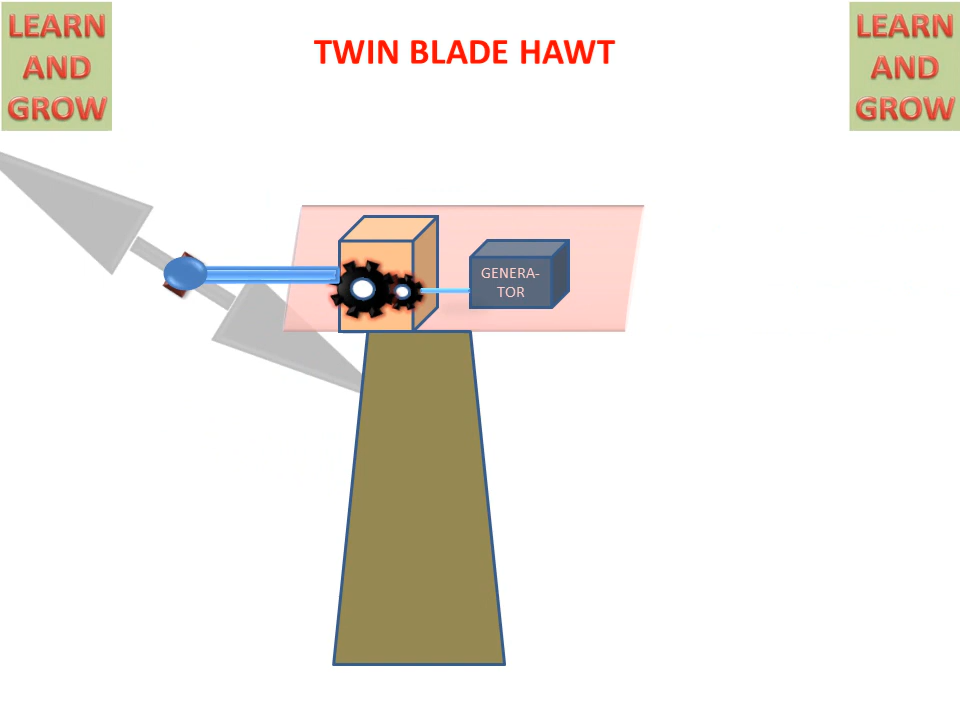 LEARN
AND
GROW
TWIN BLADE HAWT
LEARN
AND
GROW
GENERA-
TOR